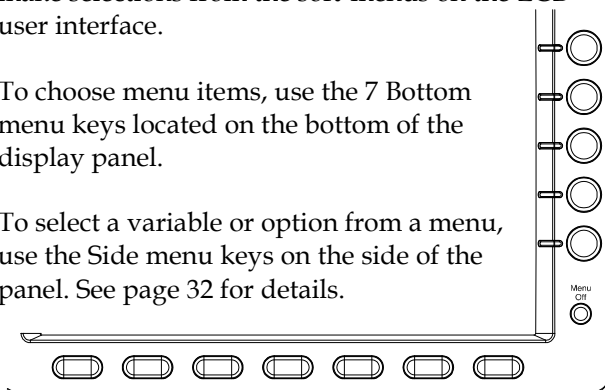 user interface.
To choose menu items, use the 7 Bottom
menu keys located on the bottom of the
display panel.
To select a variable or option from a menu,
use the Side menu keys on the side of the
panel. See page 32 for details.
Menu
Off